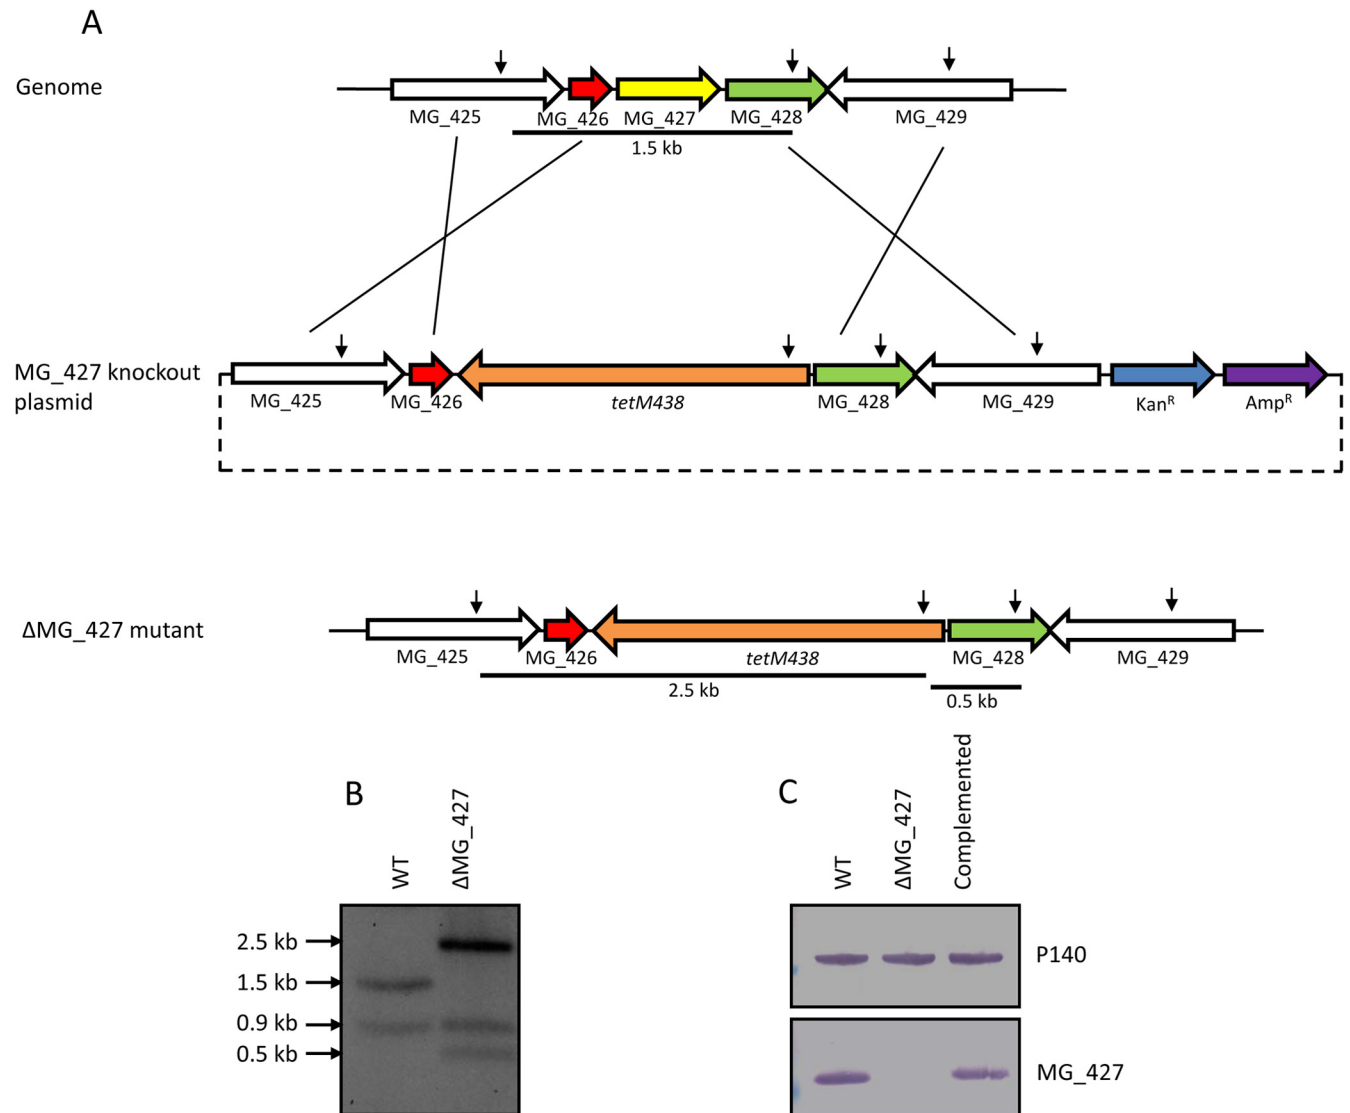 A
Genome
MG_425
MG_426
MG_427
MG_428
MG_429
1.5 kb
MG_427 knockout
plasmid
MG_425
MG_426
tetM438
MG_428
MG_429
Kan^R
Amp^R
ΔMG_427 mutant
MG_425
MG_426
tetM438
MG_428
MG_429
2.5 kb
0.5 kb
B
WT
ΔMG_427
2.5 kb
1.5 kb
0.9 kb
0.5 kb
C
WT
ΔMG_427
Complemented
P140
MG_427